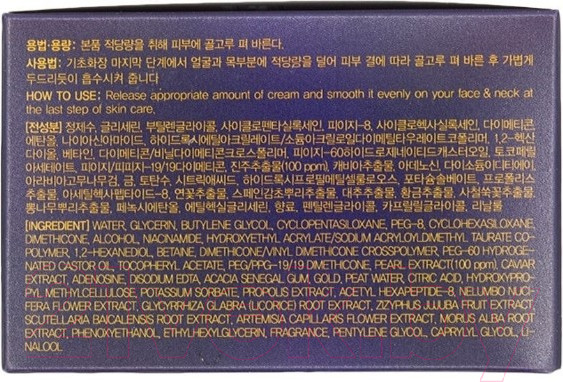 용법·용량: 본품 적당량을 취해 피부에 골고루 펴 바른다.
사용법: 기초화장 마지막 단계에서 얼굴과 목부분에 적당량을 덜어 피부 결에 따라 골고루 펴 바른 후 가볍게
두드리듯이 흡수시켜 줍니다
HOW TO USE: Release appropriate amount of cream and smooth it evenly on your face & neck at
the last step of skin care.
[전성분] 정제수, 글리세린, 부틸렌글라이콜, 사이클로펜타실록세인, 피이지-8, 사이클로헥사실록세인, 다이메티콘,
에탄올, 나이아신아마이드, 하이드록시에틸아크릴레이트/소듐아크릴로일다이메틸타우레이트코폴리머, 1,2-헥산
다이올, 베타인, 다이메티콘/비닐다이메티콘크로스폴리머, 피이지-60하이드로제네이티드캐스터오일, 토코페릴
아세테이트, 피이지/피피지-19/19다이메티콘, 진주추출물(100 ppm), 캐비아추출물, 아데노신, 다이소듐이디티에이,
아라비아고무나무검, 금, 토탄수, 시트릭애씨드, 하이드록시프로필메틸셀룰로오스, 포타슘솔베이트, 프로폴리스
추출물, 아세틸헥사펩타이드-8, 연꽃추출물, 스페인감초뿌리추출물, 대추추출물, 황금추출물, 사철쑥꽃추출물,
뽕나무뿌리추출물, 페녹시에탄올, 에틸헥실글리세린, 향료, 펜틸렌글라이콜, 카프릴릴글라이콜, 리날룰
[INGREDIENT] WATER, GLYCERIN, BUTYLENE GLYCOL, CYCLOPENTASILOXANE, PEG-8, CYCLOHEXASILOXANE,
DIMETHICONE, ALCOHOL, NIACINAMIDE, HYDROXYETHYL ACRYLATE/SODIUM ACRYLOYLDIMETHYL TAURATE CO-
POLYMER, 1,2-HEXANEDIOL, BETAINE, DIMETHICONE/VINYL DIMETHICONE CROSSPOLYMER, PEG-60 HYDROGE-
NATED CASTOR OIL, TOCOPHERYL ACETATE, PEG/PPG-19/19 DIMETHICONE, PEARL EXTRACT(100 ppm), CAVIAR
EXTRACT, ADENOSINE, DISODIUM EDTA, ACACIA SENEGAL GUM, GOLD, PEAT WATER, CITRIC ACID, HYDROXYPRO-
PYL METHYLCELLULOSE, POTASSIUM SORBATE, PROPOLIS EXTRACT, ACETYL HEXAPEPTIDE-8, NELUMBO NUCI-
FERA FLOWER EXTRACT, GLYCYRRHIZA GLABRA (LICORICE) ROOT EXTRACT, ZIZYPHUS JUJUBA FRUIT EXTRACT,
SCUTELLARIA BAICALENSIS ROOT EXTRACT, ARTEMISIA CAPILLARIS FLOWER EXTRACT, MORUS ALBA ROOT
EXTRACT, PHENOXYETHANOL, ETHYLHEXYLGLYCERIN, FRAGRANCE, PENTYLENE GLYCOL, CAPRYLYL GLYCOL, LI-
NALOOL